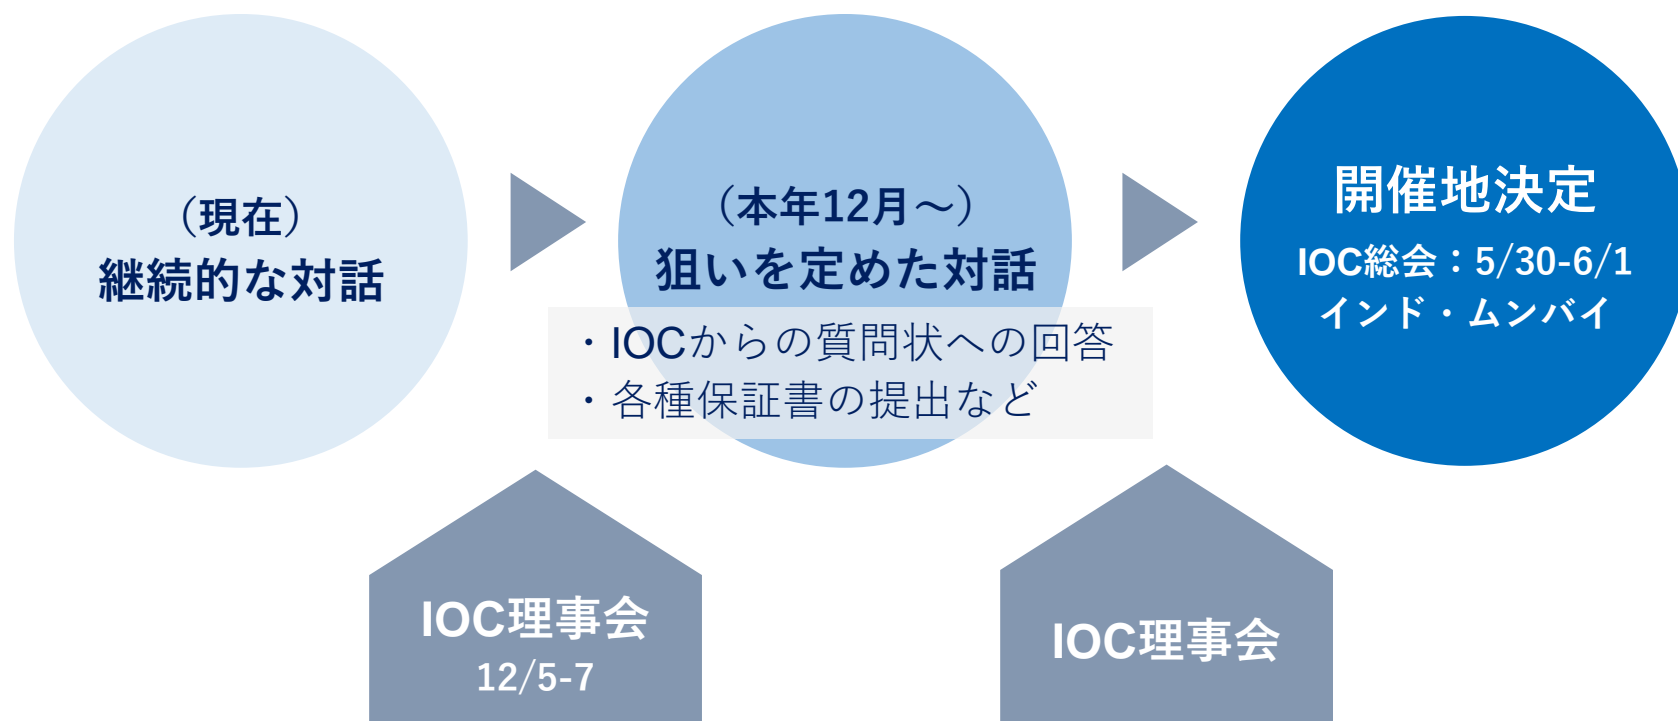 （現在）
継続的な対話
（本年12月～）
狙いを定めた対話
・IOCからの質問状への回答
・各種保証書の提出など
開催地決定
IOC総会：5/30-6/1
インド・ムンバイ
IOC理事会
12/5-7
IOC理事会